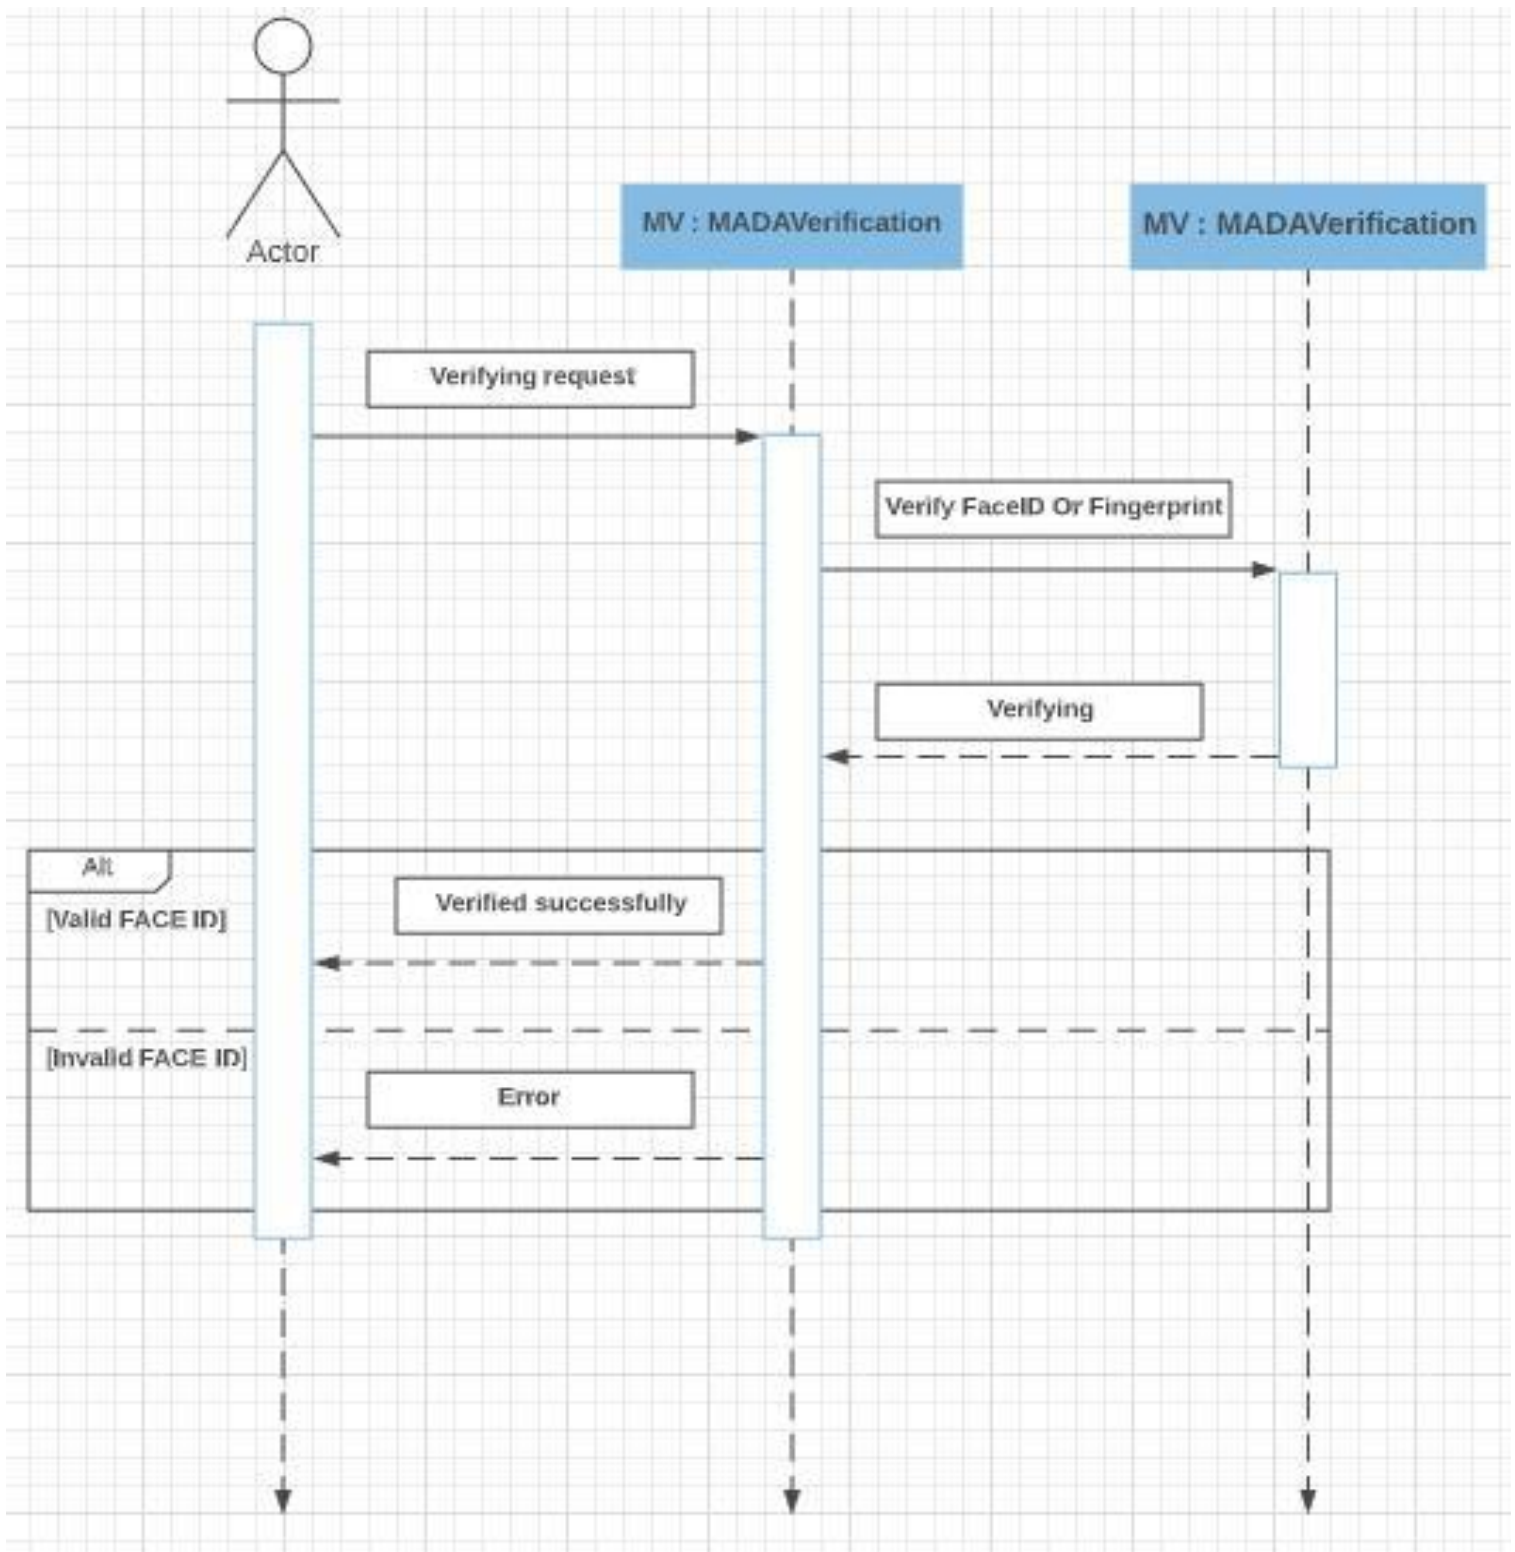 Actor
MV : MADAVerification
MV : MADAVerification
Verifying request
Verify FaceID Or Fingerprint
Verifying
Alt
[Valid FACE ID]
Verified successfully
[Invalid FACE ID]
Error